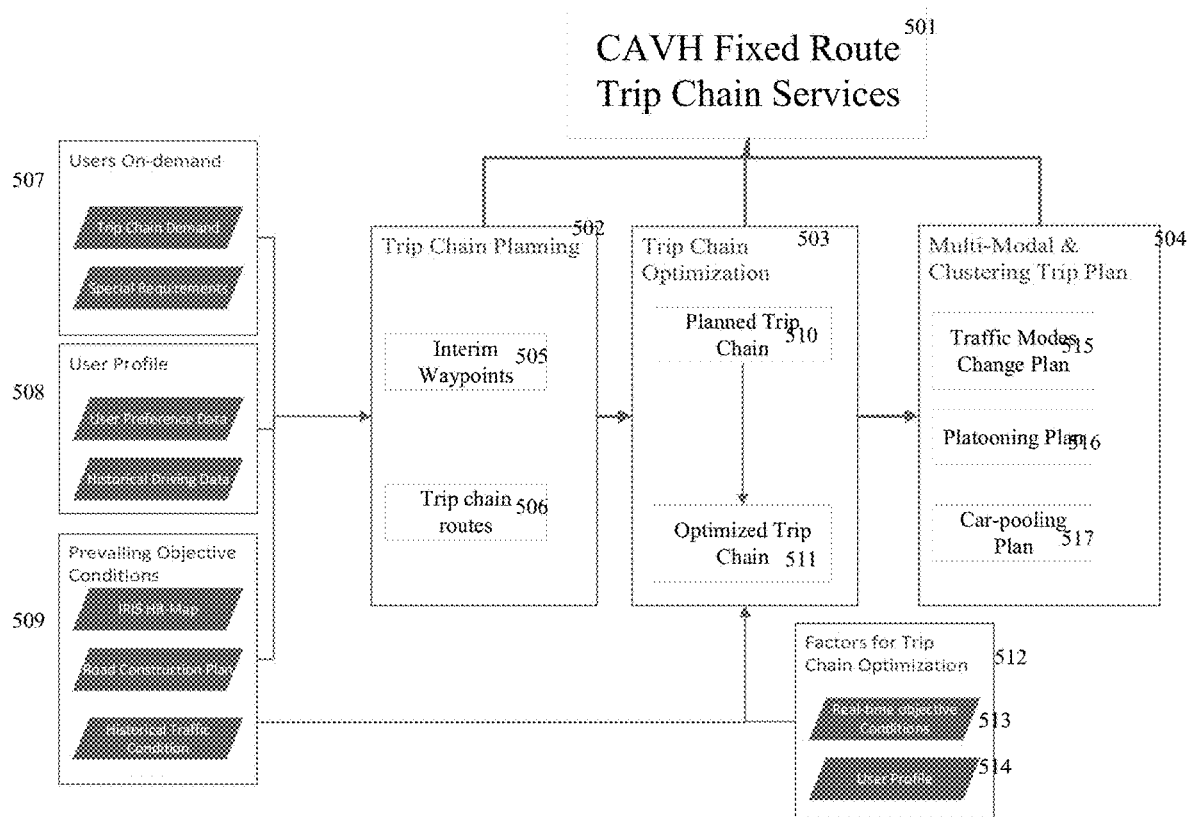 501
CAVH Fixed Route
Trip Chain Services
507
Users On-demand
Trip Chain Demand
Special Requirement
508
User Profile
User Preference Data
Historical Driving Data
509
Prevailing Objective
Conditions
Map
Road Construction Plan
Historical Traffic
Condition
502
Trip Chain Planning
Interim
Waypoints
505
Trip chain
routes
506
503
Trip Chain
Optimization
Planned Trip
Chain
510
Optimized Trip
Chain
511
504
Multi-Modal &
Clustering Trip Plan
Traffic Modes
Change Plan
515
Platooning Plan
516
Car-pooling
Plan
517
Factors for Trip
Chain Optimization
512
Real-time objective
Conditions
513
User Profile
514